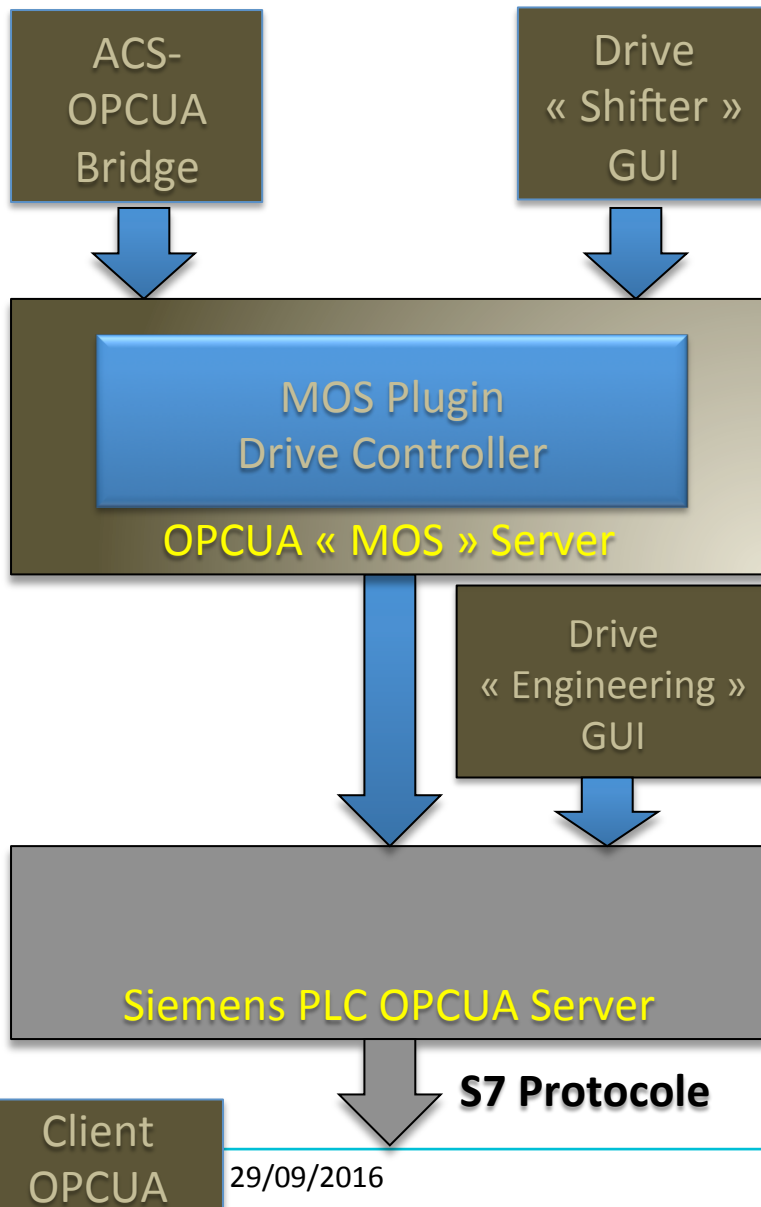 ACS-
OPCUA
Bridge
Drive
« Shifter »
GUI
MOS Plugin
Drive Controller
OPCUA « MOS » Server
Drive
« Engineering »
GUI
Siemens PLC OPCUA Server
S7 Protocole
Client
OPCUA
29/09/2016